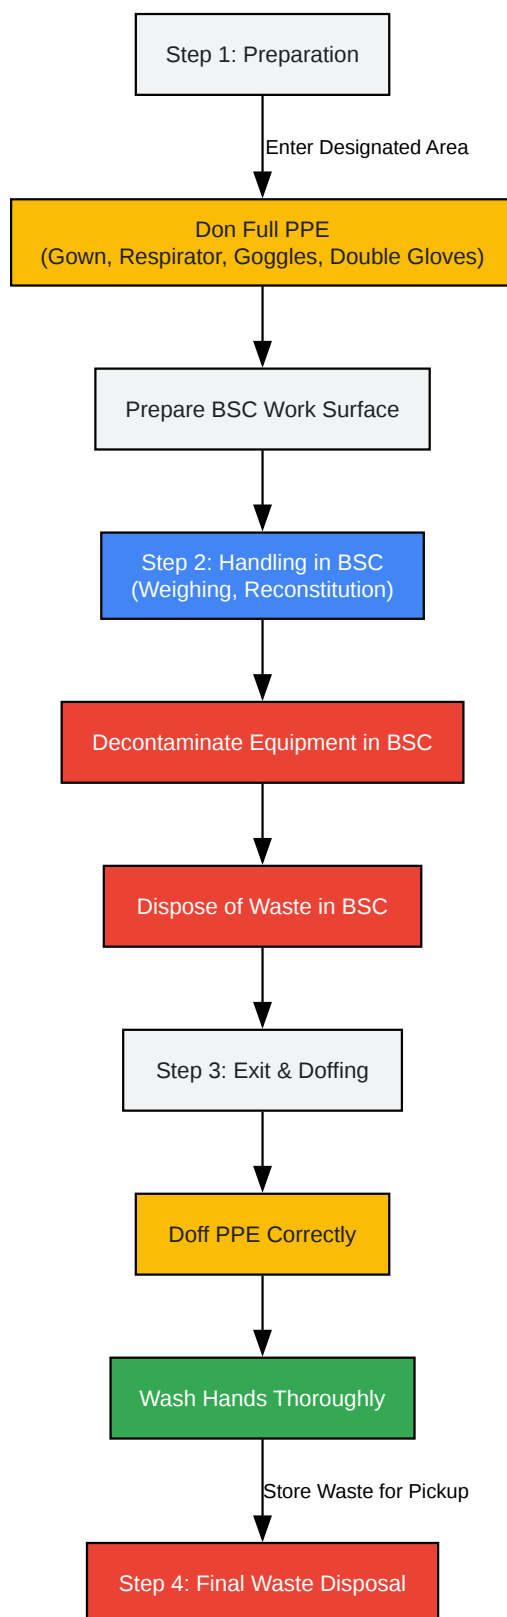 Step 1: Preparation
Enter Designated Area
Don Full PPE
(Gown, Respirator, Goggles, Double Gloves)
Prepare BSC Work Surface
Step 2: Handling in BSC
(Weighing, Reconstitution)
Decontaminate Equipment in BSC
Dispose of Waste in BSC
Step 3: Exit & Doffing
Doff PPE Correctly
Wash Hands Thoroughly
Store Waste for Pickup
Step 4: Final Waste Disposal